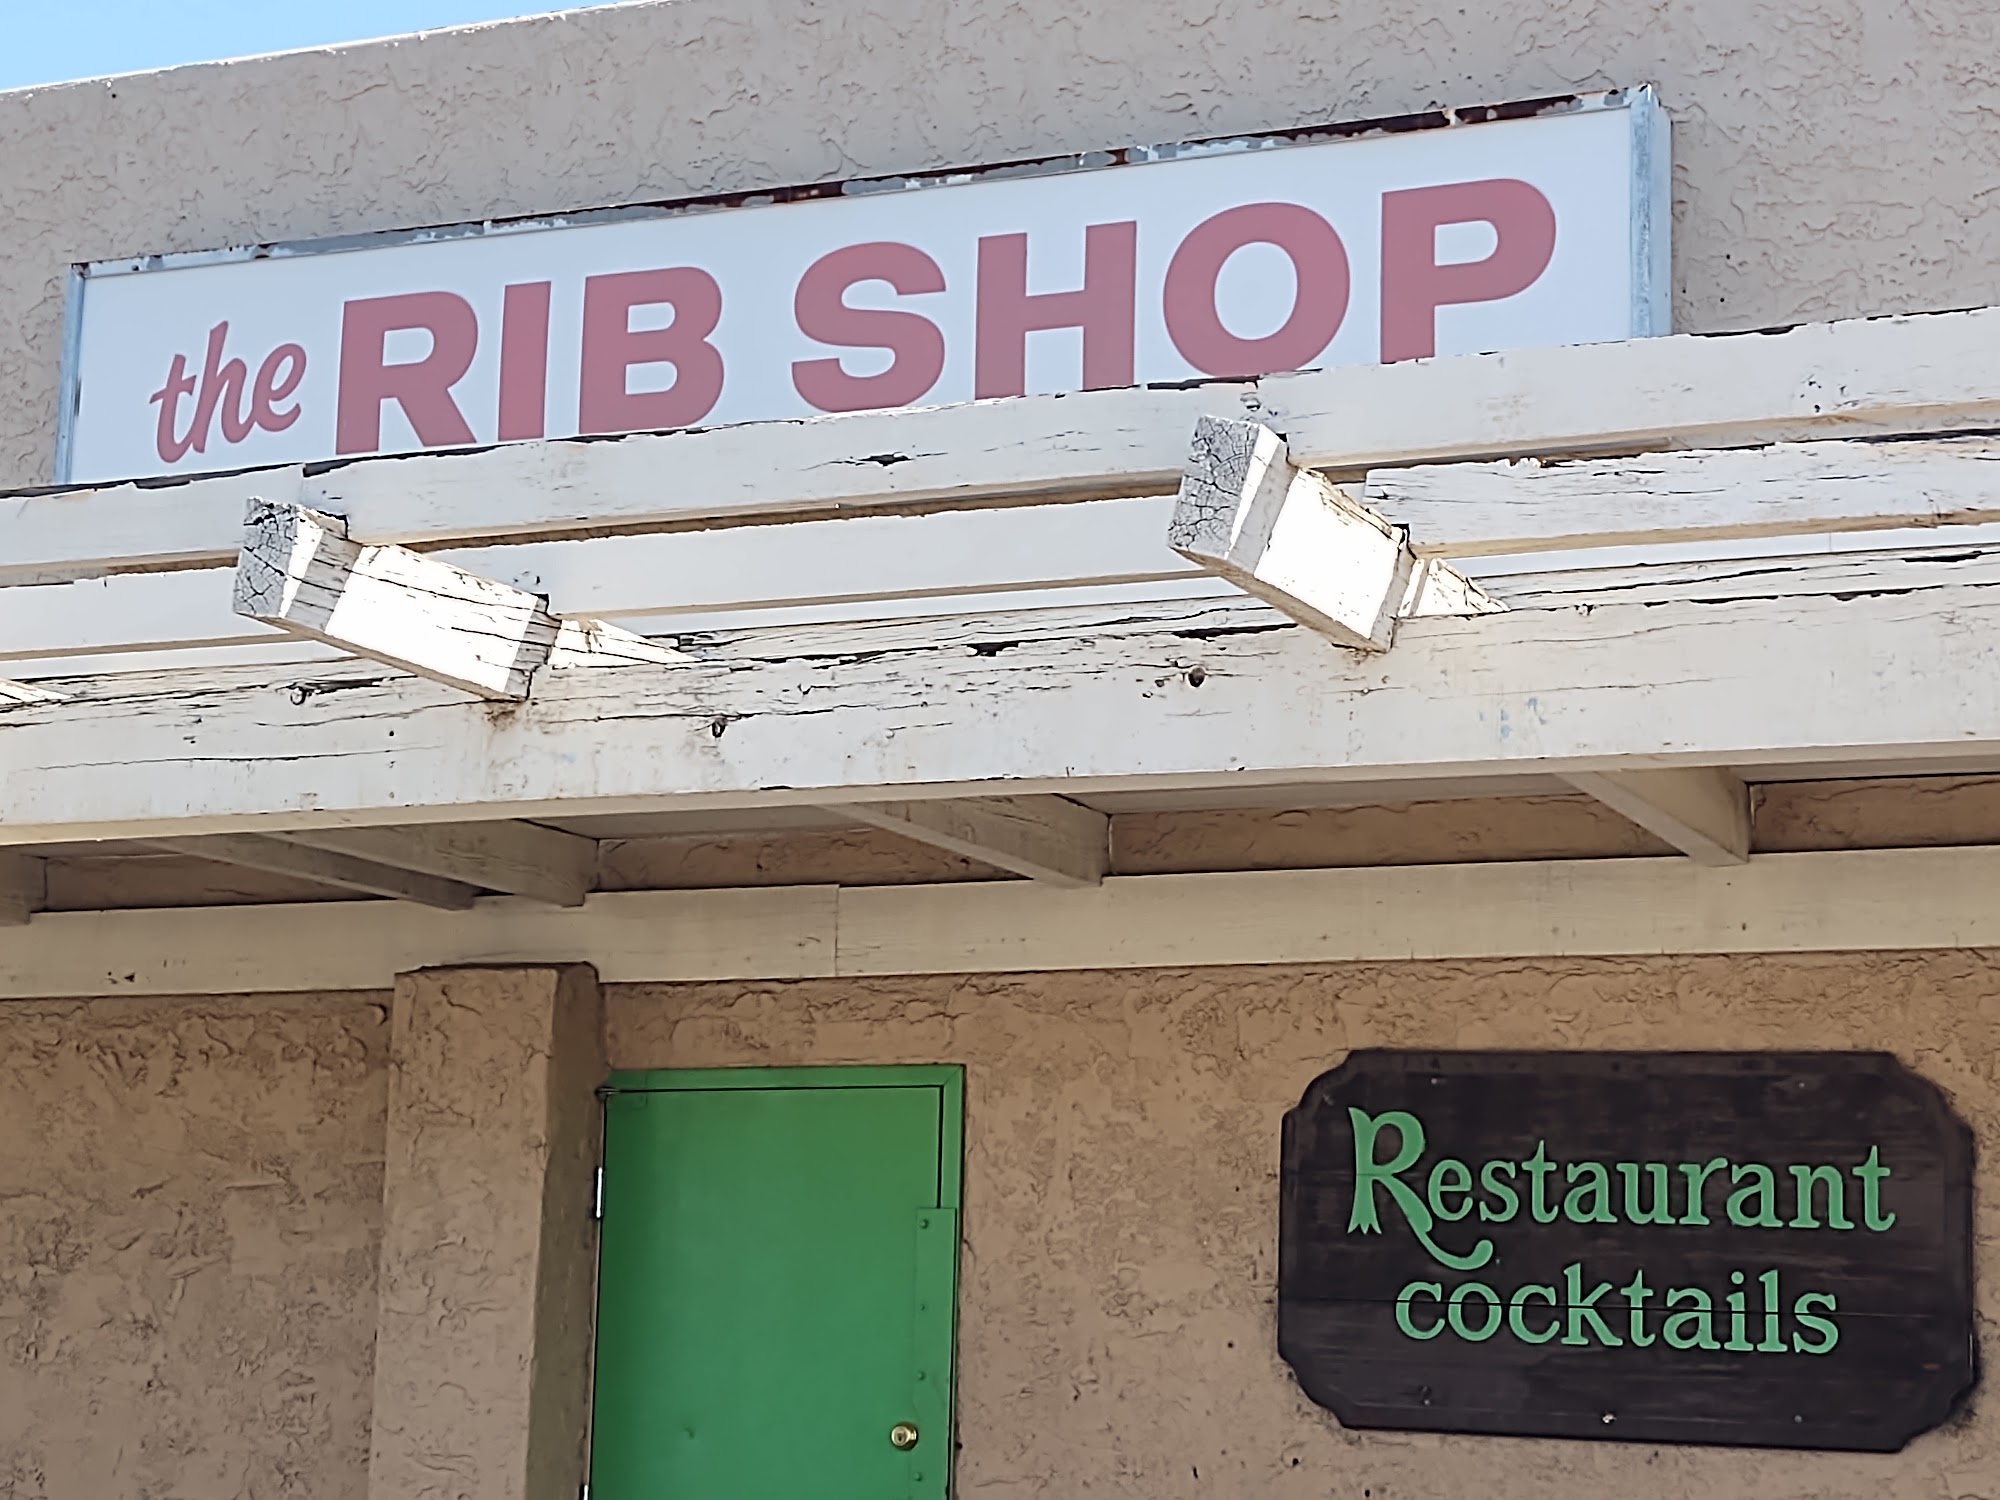 the RIB SHOP
Restaurant
cocktails